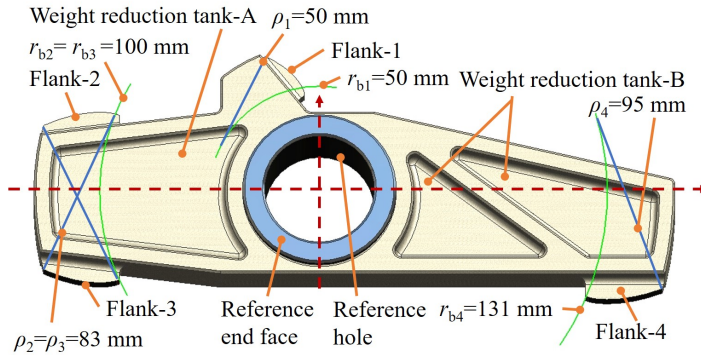 Weight reduction tank-A
ρ1=50 mm
rb2= rb3=100 mm
Flank-1
Flank-2
rb1=50 mm
Weight reduction tank-B
ρ4=95 mm
Flank-3
Reference
end face
Reference
hole
rb4=131 mm
Flank-4
ρ2=ρ3=83 mm